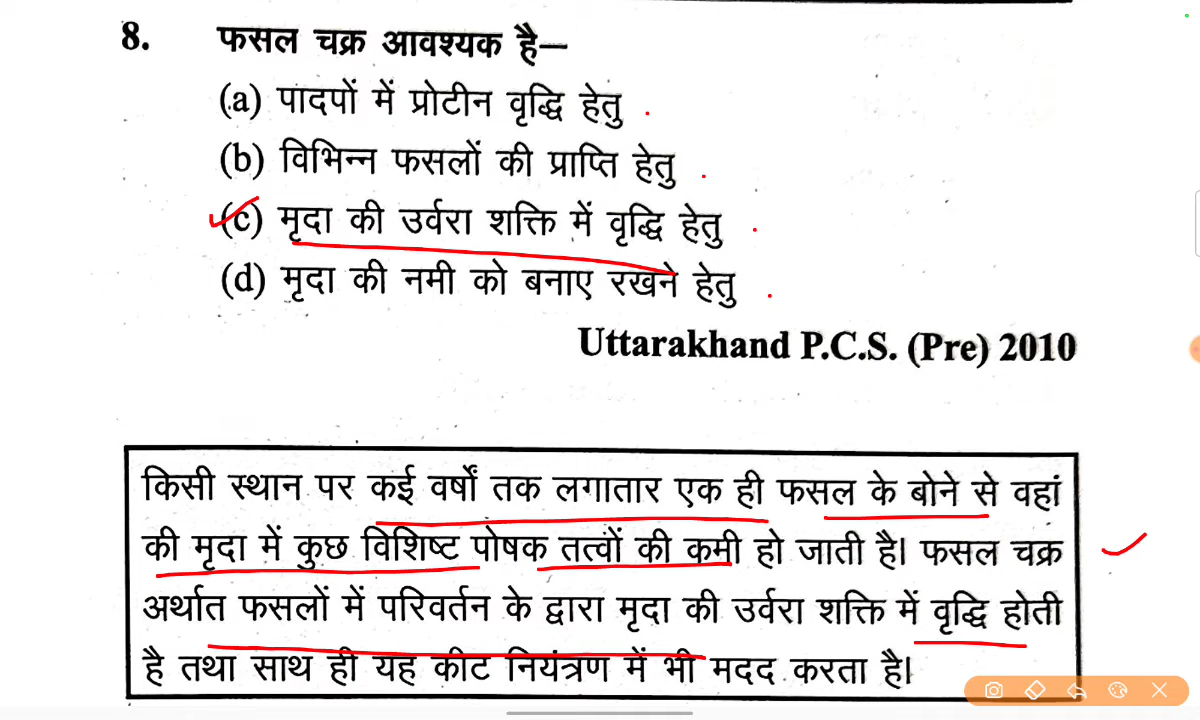 8. फसल चक्र आवश्यक है–
(a) पादपों में प्रोटीन वृद्धि हेतु
(b) विभिन्न फसलों की प्राप्ति हेतु
(c) मृदा की उर्वरा शक्ति में वृद्धि हेतु
(d) मृदा की नमी को बनाए रखने हेतु
Uttarakhand P.C.S. (Pre) 2010
किसी स्थान पर कई वर्षों तक लगातार एक ही फसल के बोने से वहां
की मृदा में कुछ विशिष्ट पोषक तत्वों की कमी हो जाती है। फसल चक्र
अर्थात फसलों में परिवर्तन के द्वारा मृदा की उर्वरा शक्ति में वृद्धि होती
है तथा साथ ही यह कीट नियंत्रण में भी मदद करता है।